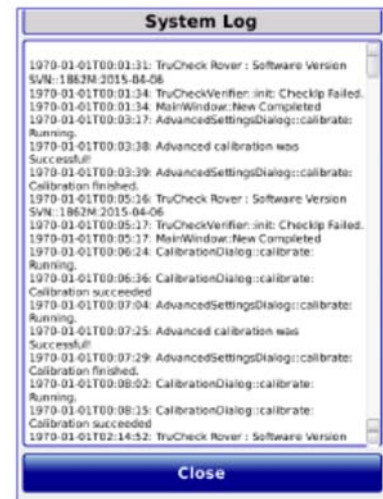 System Log
1970-01-01T00:01:31: TruCheck Rover : Software Version
SVN::1862M:2015-04-06
1970-01-01T00:01:34: TruCheckVerifier::init: CheckIp Failed.
1970-01-01T00:01:34: MainWindow::New Completed
1970-01-01T00:03:17: AdvancedSettingsDialog::calibrate:
Running.
1970-01-01T00:03:38: Advanced calibration was
Successful!
1970-01-01T00:03:39: AdvancedSettingsDialog::calibrate:
Calibration finished.
1970-01-01T00:05:16: TruCheck Rover : Software Version
SVN::1862M:2015-04-06
1970-01-01T00:05:17: TruCheckVerifier::init: CheckIp Failed.
1970-01-01T00:05:17: MainWindow::New Completed
1970-01-01T00:06:24: CalibrationDialog::calibrate:
Running.
1970-01-01T00:06:36: CalibrationDialog::calibrate:
Calibration succeeded
1970-01-01T00:07:04: AdvancedSettingsDialog::calibrate:
Running.
1970-01-01T00:07:25: Advanced calibration was
Successful!
1970-01-01T00:07:29: AdvancedSettingsDialog::calibrate:
Calibration finished.
1970-01-01T00:08:02: CalibrationDialog::calibrate:
Running.
1970-01-01T00:08:15: CalibrationDialog::calibrate:
Calibration succeeded
1970-01-01T02:14:52: TruCheck Rover : Software Version
Close